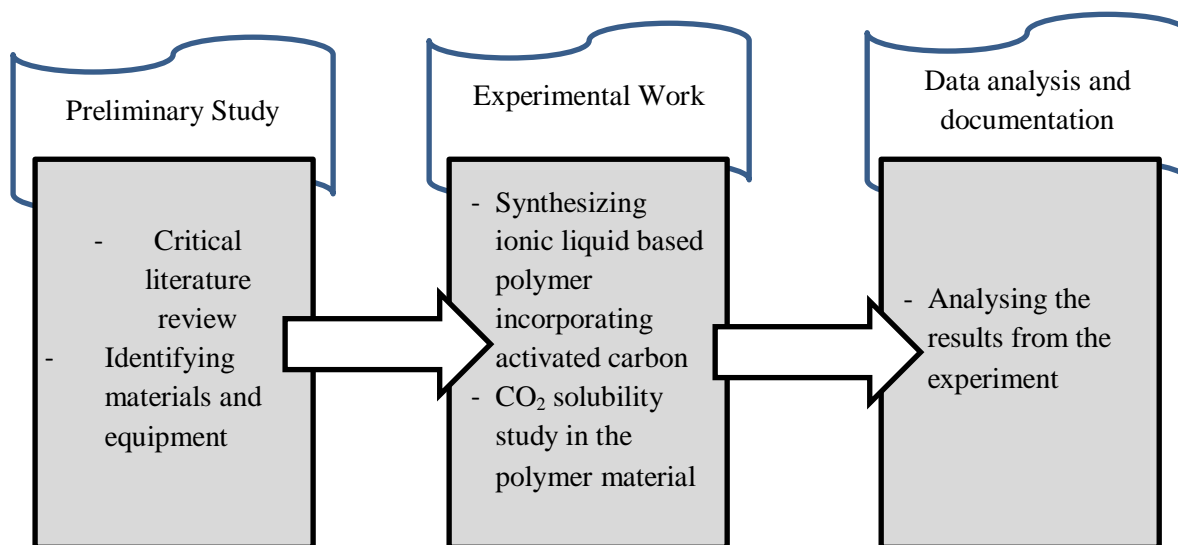 Preliminary Study
- Critical
literature
review
- Identifying
materials and
equipment
Experimental Work
- Synthesizing
ionic liquid based
polymer
incorporating
activated carbon
- CO₂ solubility
study in the
polymer material
Data analysis and
documentation
- Analysing the
results from the
experiment